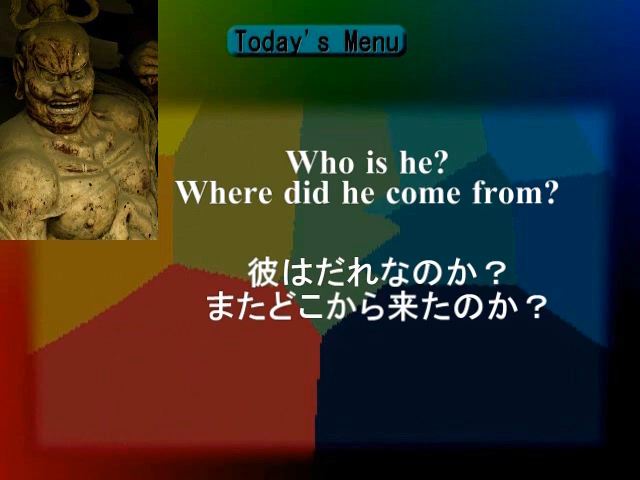 Today's Menu
Who is he?
Where did he come from?
彼はだれなのか？
またどこから来たのか？